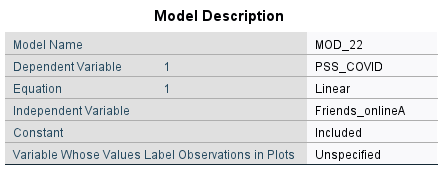 Model Description
Model Name MOD_22
Dependent Variable 1 PSS_COVID
Equation 1 Linear
Independent Variable Friends_onlineA
Constant Included
Variable Whose Values Label Observations in Plots Unspecified